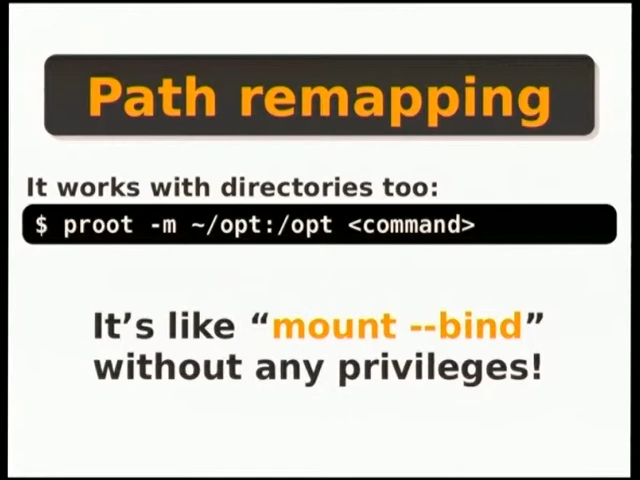 Path remapping
It works with directories too:
$ proot -m ~/opt:/opt <command>
It's like “mount --bind”
without any privileges!